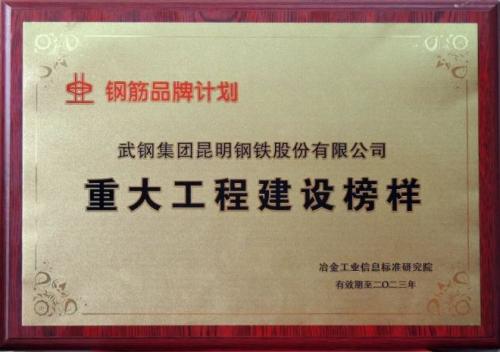 钢筋品牌计划
武钢集团昆明钢铁股份有限公司
重大工程建设榜样
冶金工业信息标准研究院
有效期至二〇二三年